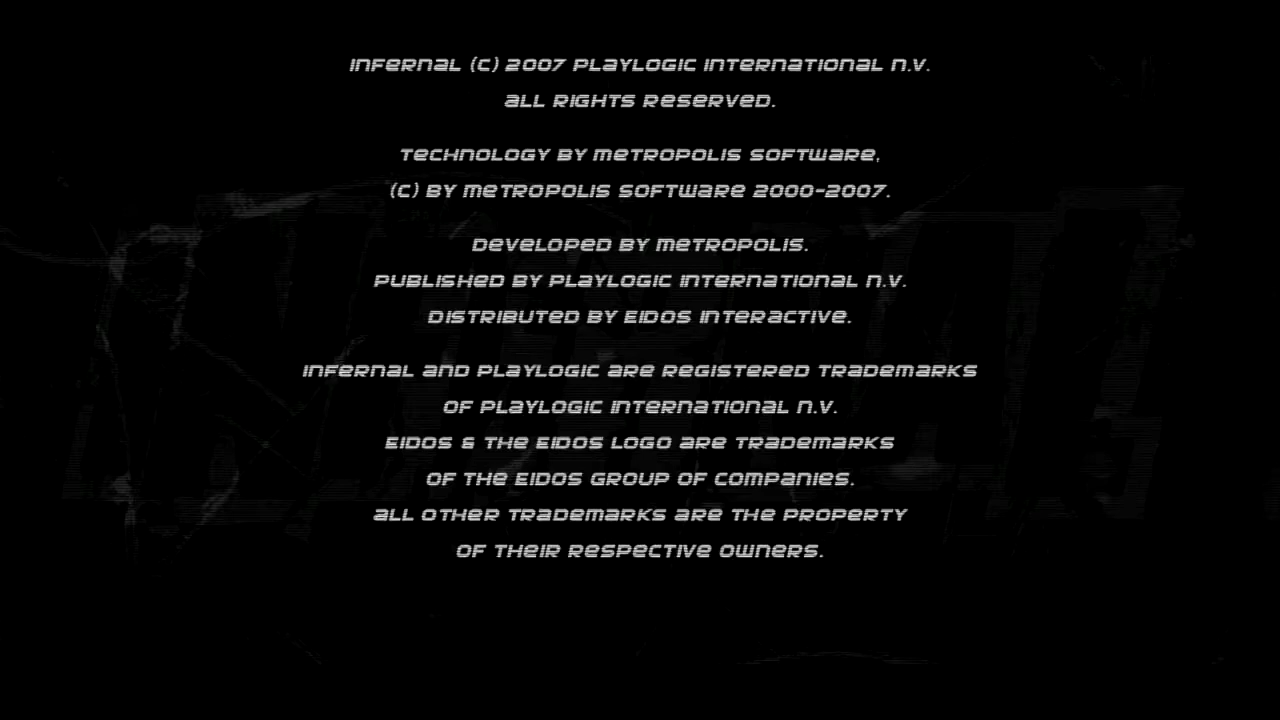 INFERNAL (C) 2007 PLAYLOGIC INTERNATIONAL N.V.
ALL RIGHTS RESERVED.
TECHNOLOGY BY METROPOLIS SOFTWARE,
(C) BY METROPOLIS SOFTWARE 2000-2007.
DEVELOPED BY METROPOLIS.
PUBLISHED BY PLAYLOGIC INTERNATIONAL N.V.
DISTRIBUTED BY EIDOS INTERACTIVE.
INFERNAL AND PLAYLOGIC ARE REGISTERED TRADEMARKS
OF PLAYLOGIC INTERNATIONAL N.V.
EIDOS & THE EIDOS LOGO ARE TRADEMARKS
OF THE EIDOS GROUP OF COMPANIES.
ALL OTHER TRADEMARKS ARE THE PROPERTY
OF THEIR RESPECTIVE OWNERS.